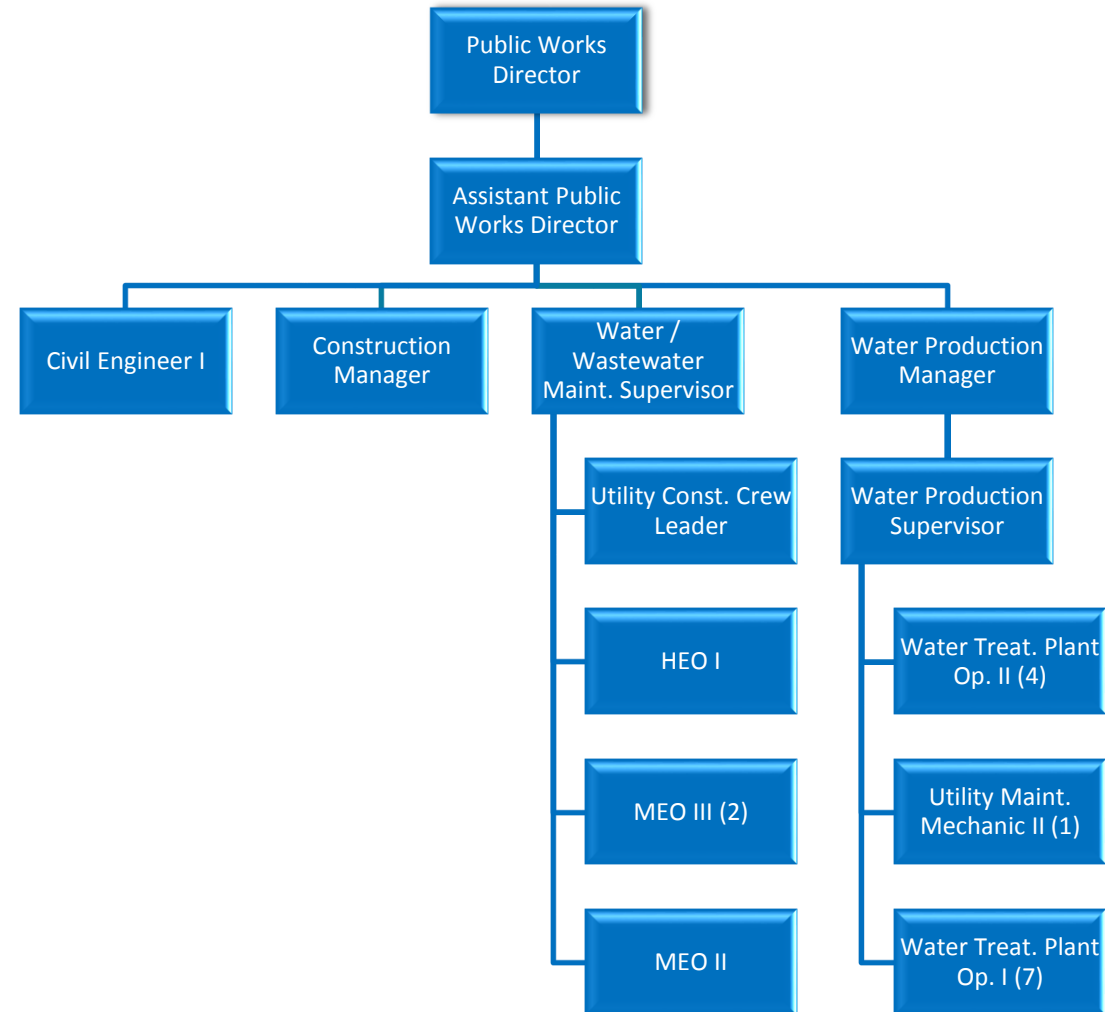 Public Works
Director
Assistant Public
Works Director
Civil Engineer I
Construction
Manager
Water /
Wastewater
Maint. Supervisor
Water Production
Manager
Utility Const. Crew
Leader
HEO I
MEO III (2)
MEO II
Water Production
Supervisor
Water Treat. Plant
Op. II (4)
Utility Maint.
Mechanic II (1)
Water Treat. Plant
Op. I (7)